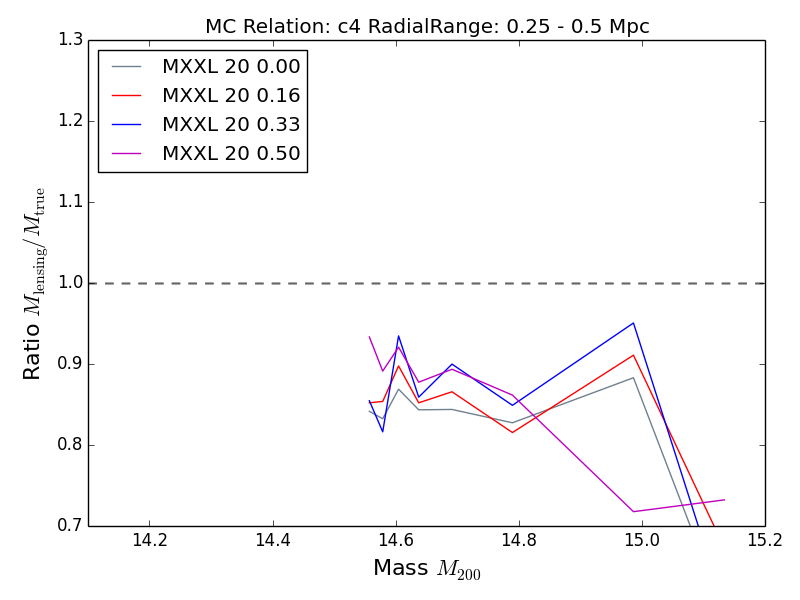 MC Relation: c4 RadialRange: 0.25 - 0.5 Mpc
1.3
1.2
1.1
1.0
0.9
0.8
0.7
Ratio M_lensing/M_true
MXXL 20 0.00
MXXL 20 0.16
MXXL 20 0.33
MXXL 20 0.50
14.2 14.4 14.6 14.8 15.0 15.2
Mass M_200